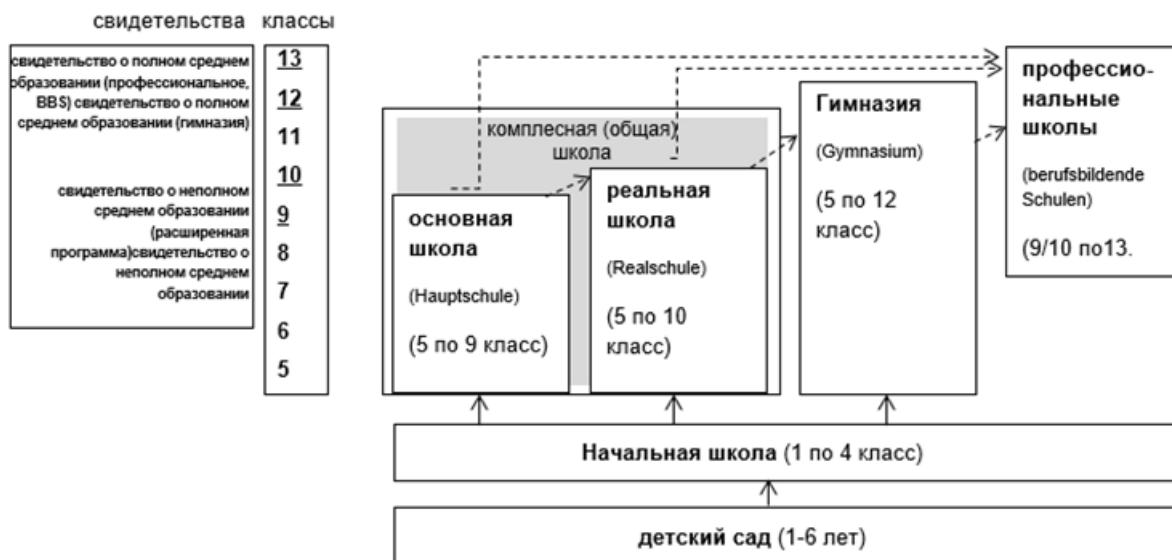 свидетельства
классы
свидетельство о полном среднем
образовании (профессиональное,
BBS) свидетельство о полном
среднем образовании (гимназия)
свидетельство о неполном
среднем образовании
(расширенная
программа)свидетельство о
неполном среднем
образовании
13
12
11
10
9
8
7
6
5
комплесная (общая)
школа
основная
школа
(Hauptschule)
(5 по 9 класс)
реальная
школа
(Realschule)
(5 по 10
класс)
Гимназия
(Gymnasium)
(5 по 12
класс)
профессио-
нальные
школы
(berufsbildende
Schulen)
(9/10 по13.
Начальная школа (1 по 4 класс)
детский сад (1-6 лет)